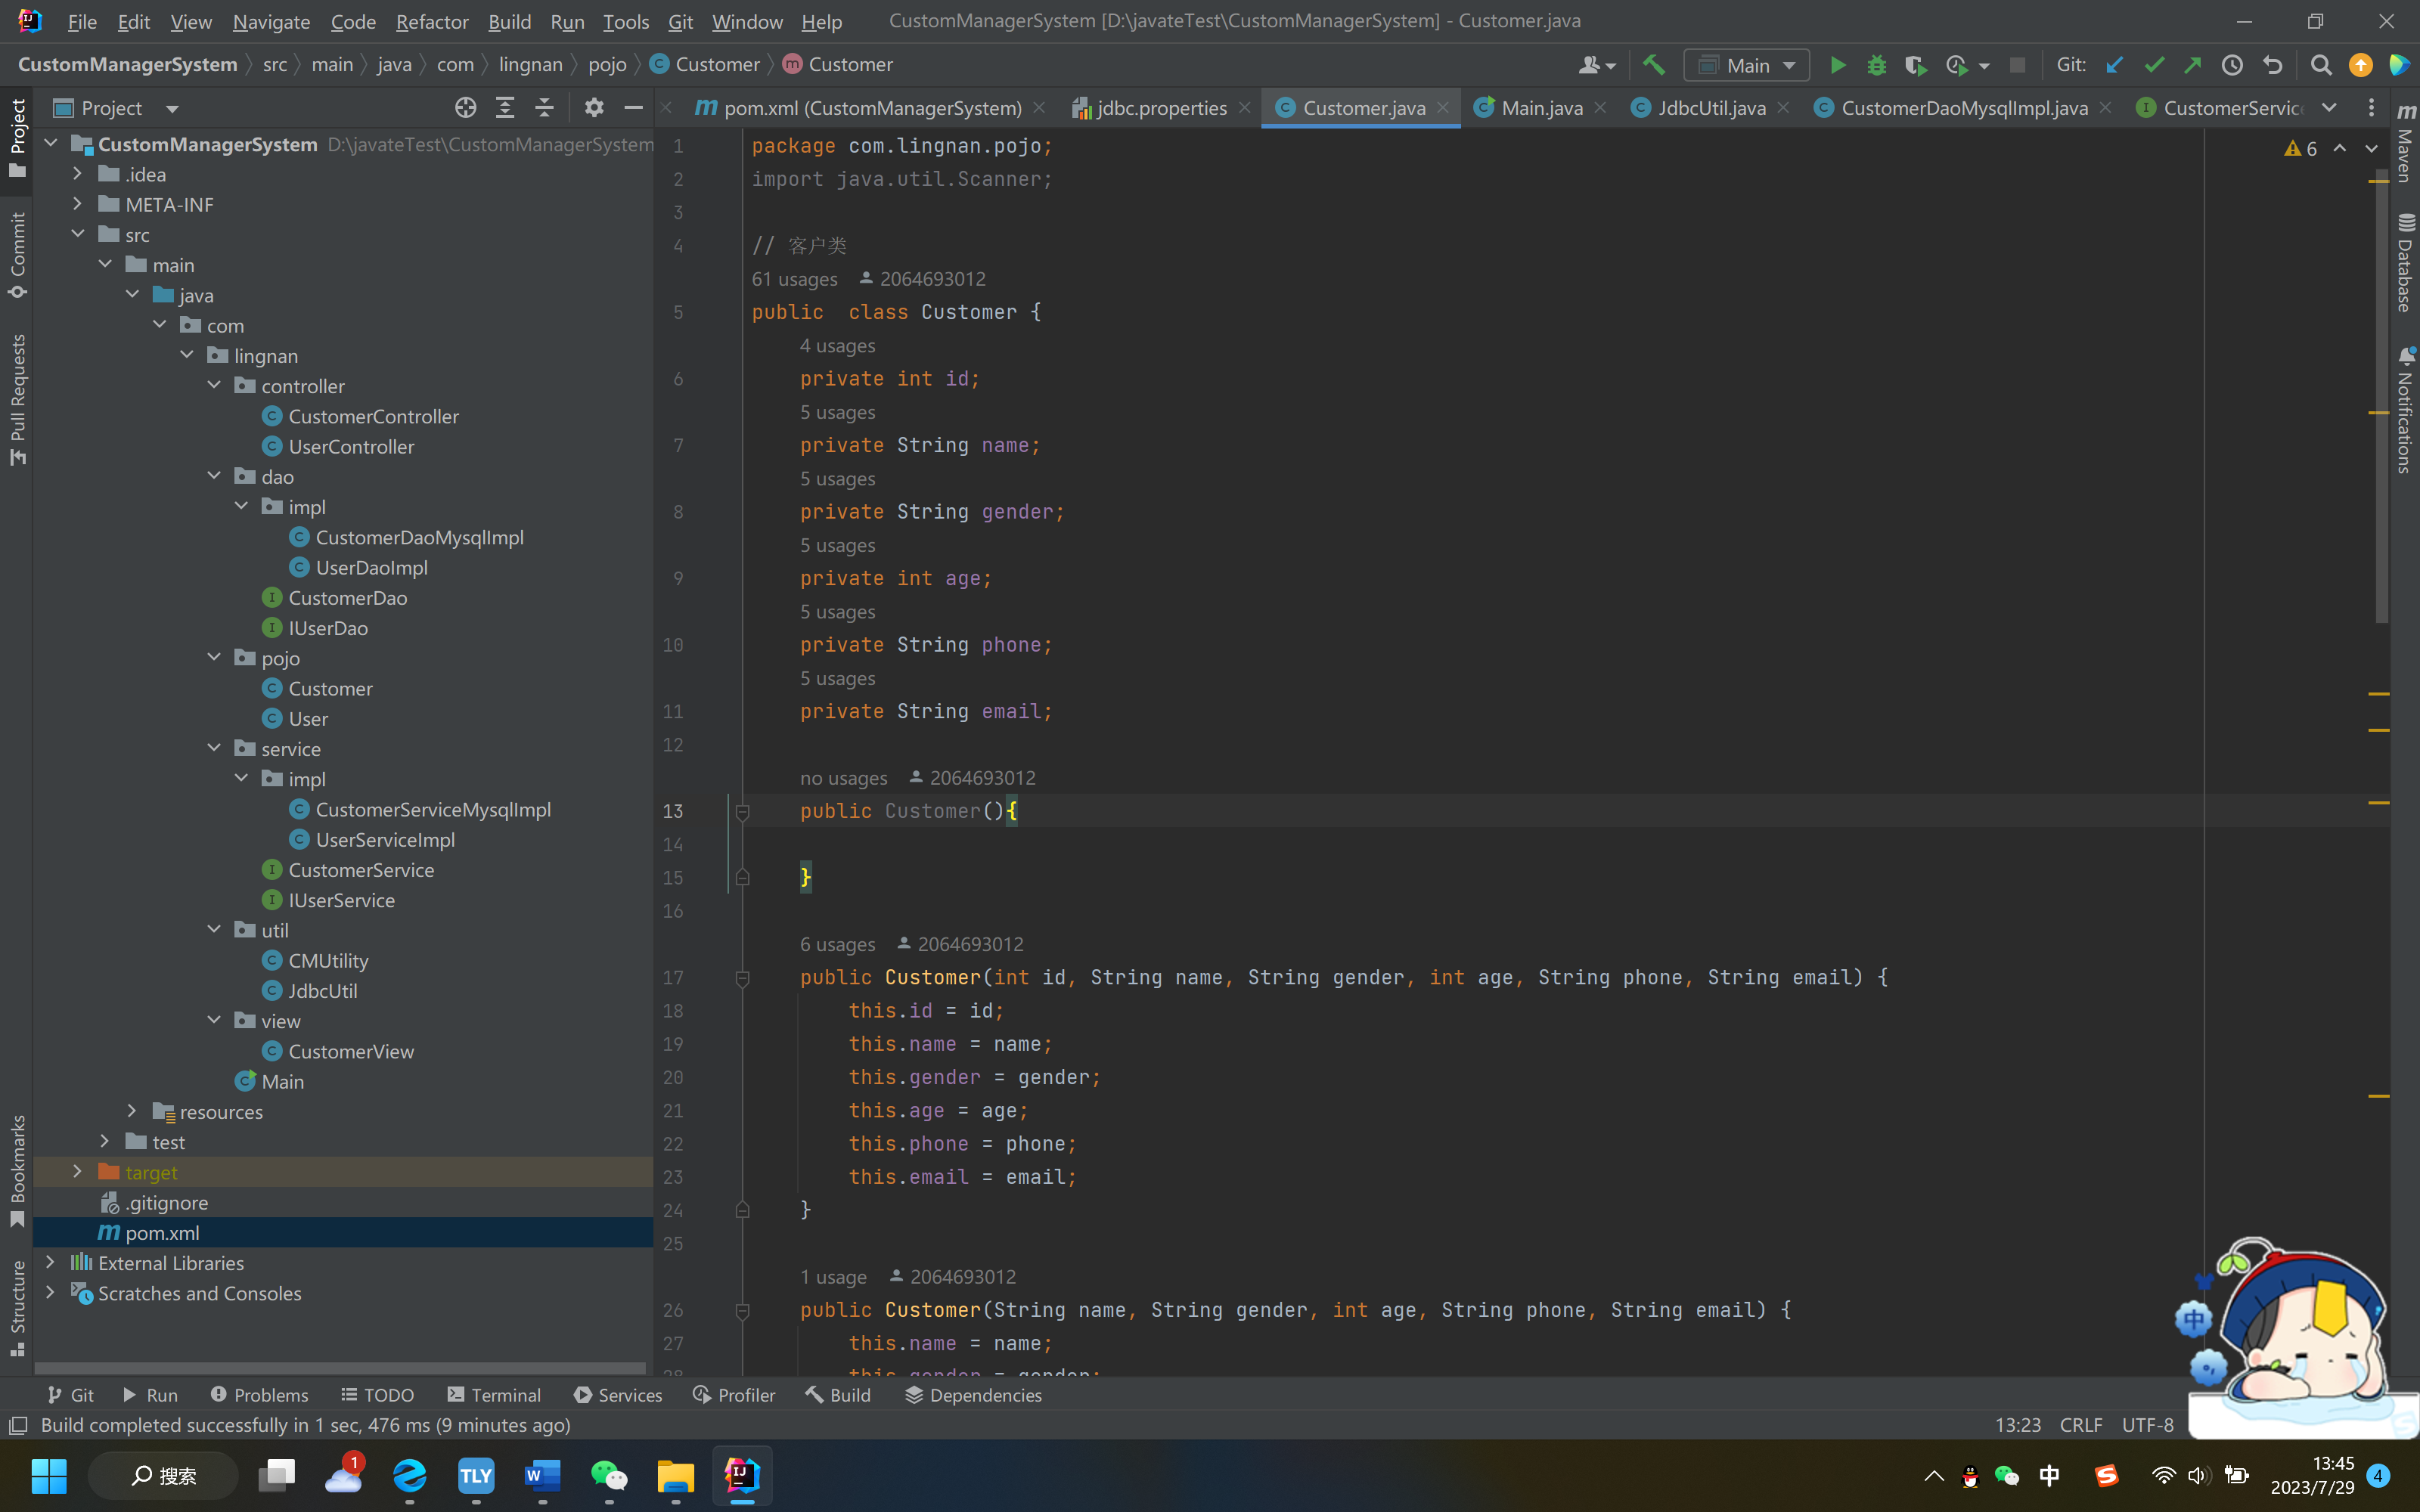 File Edit View Navigate Code Refactor Build Run Tools Git Window Help CustomManagerSystem [D:\javateTest\CustomManagerSystem] - Customer.java
CustomManagerSystem src main java com lingnan pojo Customer Customer Main Git:
Project pom.xml (CustomManagerSystem) jdbc.properties Customer.java Main.java JdbcUtil.java CustomerDaoMysqlImpl.java CustomerServic
Project
Commit
Pull Requests
Bookmarks
Structure
CustomManagerSystem D:\javateTest\CustomManagerSystem
.idea
META-INF
src
main
java
com
lingnan
controller
CustomerController
UserController
dao
impl
CustomerDaoMysqlImpl
UserDaoImpl
CustomerDao
IUserDao
pojo
Customer
User
service
impl
CustomerServiceMysqlImpl
UserServiceImpl
CustomerService
IUserService
util
CMUtility
JdbcUtil
view
CustomerView
Main
resources
test
target
.gitignore
pom.xml
External Libraries
Scratches and Consoles
1 package com.lingnan.pojo;
2 import java.util.Scanner;
3
4 // 客户类
61 usages 2064693012
5 public  class Customer {
4 usages
6 private int id;
5 usages
7 private String name;
5 usages
8 private String gender;
5 usages
9 private int age;
5 usages
10 private String phone;
5 usages
11 private String email;
12
no usages 2064693012
13 public Customer(){
14
15 }
16
6 usages 2064693012
17 public Customer(int id, String name, String gender, int age, String phone, String email) {
18 this.id = id;
19 this.name = name;
20 this.gender = gender;
21 this.age = age;
22 this.phone = phone;
23 this.email = email;
24 }
25
1 usage 2064693012
26 public Customer(String name, String gender, int age, String phone, String email) {
27 this.name = name;
28 this.gender = gender;
6
Maven
Database
Notifications
中
Git Run Problems TODO Terminal Services Profiler Build Dependencies
Build completed successfully in 1 sec, 476 ms (9 minutes ago) 13:23 CRLF UTF-8
搜索 1 TLY W IJ 中 S 13:45
2023/7/29 4